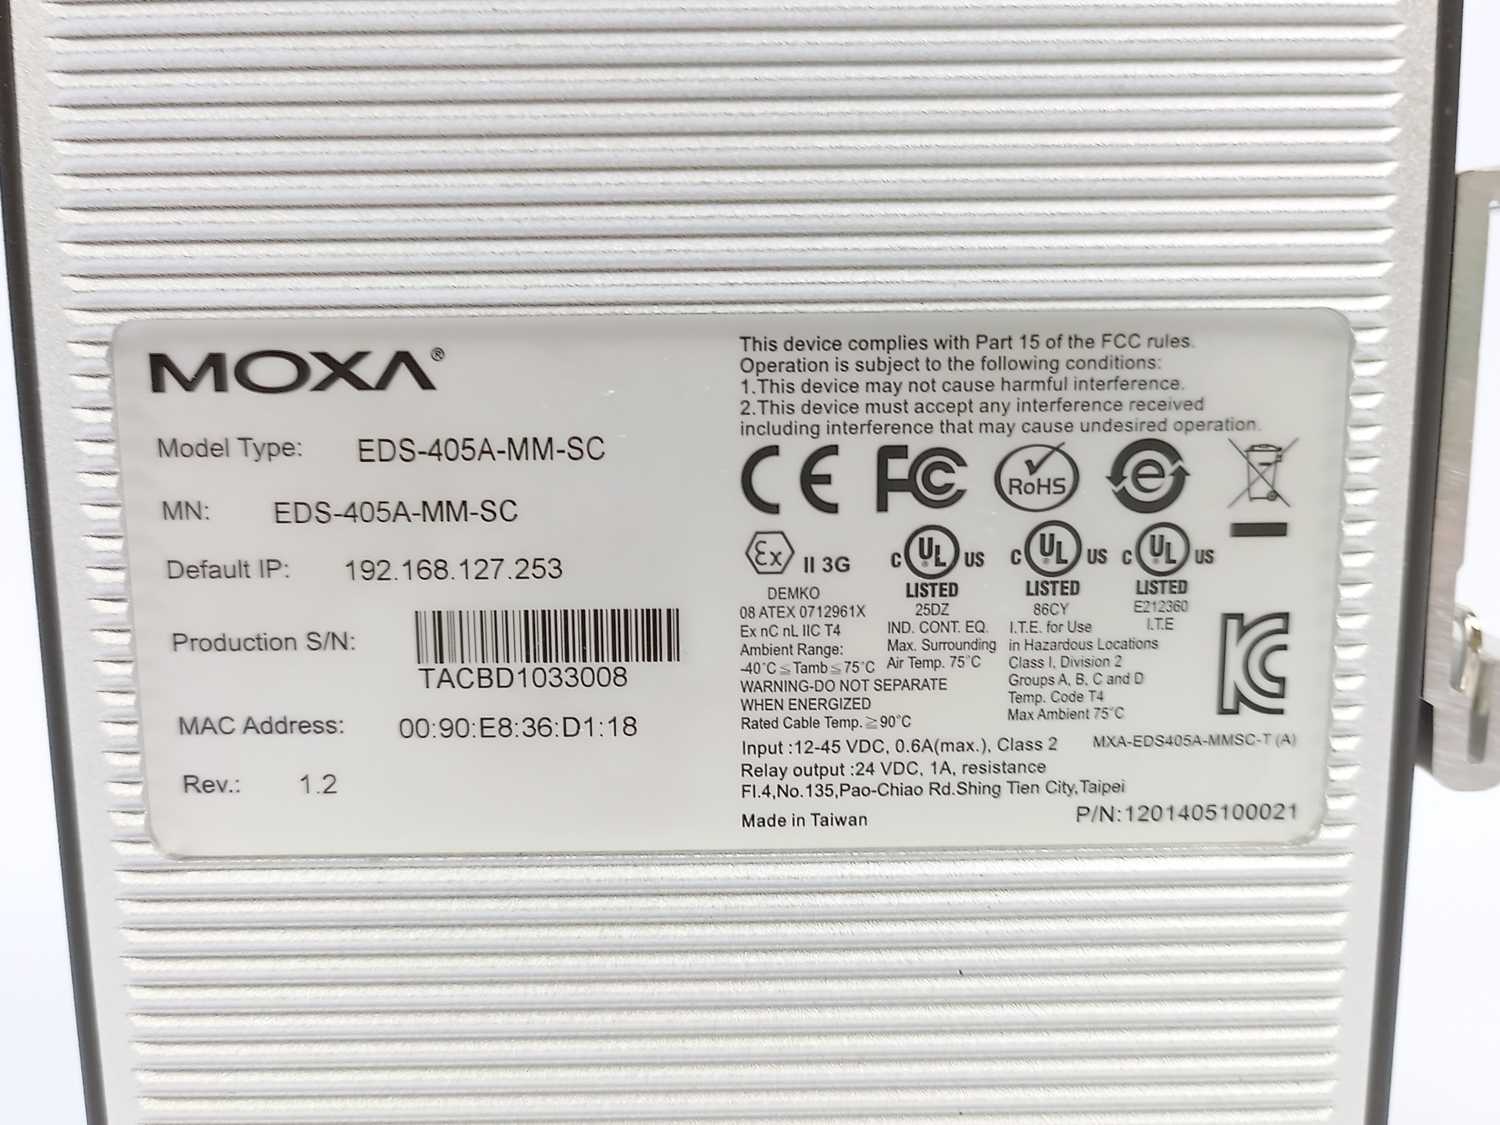 MOXA®
Model Type: EDS-405A-MM-SC
MN: EDS-405A-MM-SC
Default IP: 192.168.127.253
Production S/N:
TACBD1033008
MAC Address: 00:90:E8:36:D1:18
Rev.: 1.2
This device complies with Part 15 of the FCC rules.
Operation is subject to the following conditions:
1.This device may not cause harmful interference.
2.This device must accept any interference received
including interference that may cause undesired operation.
CE FC RoHS e
Ex II 3G
DEMKO
08 ATEX 0712961X
Ex nC nL IIC T4
Ambient Range:
-40°C≦Tamb≦75°C
WARNING-DO NOT SEPARATE
WHEN ENERGIZED
Rated Cable Temp.≧90°C
c UL US
LISTED
25DZ
IND. CONT. EQ.
Max. Surrounding
Air Temp. 75°C
c UL US
LISTED
86CY
I.T.E. for Use
in Hazardous Locations
Class I, Division 2
Groups A, B, C and D
Temp. Code T4
Max Ambient 75°C
c UL US
LISTED
E212360
I.T.E
KC
Input :12-45 VDC, 0.6A(max.), Class 2 MXA-EDS405A-MMSC-T (A)
Relay output :24 VDC, 1A, resistance
Fl.4,No.135,Pao-Chiao Rd.Shing Tien City,Taipei
Made in Taiwan P/N:1201405100021